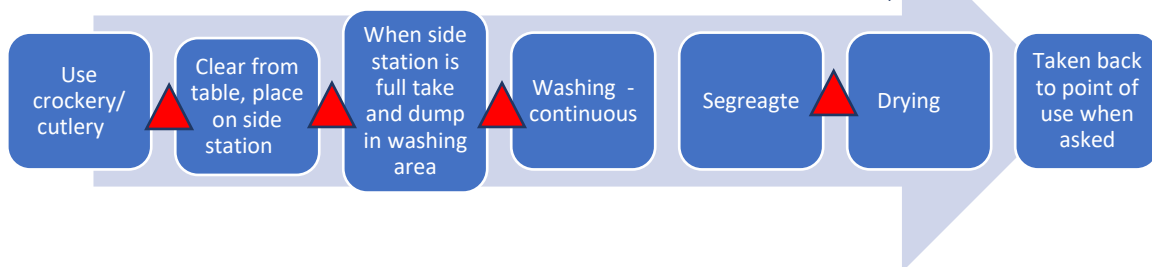 Use
crockery/
cutlery
Clear from
table, place
on side
station
When side
station is
full take
and dump
in washing
area
Washing -
continuous
Segreagte
Drying
Taken back
to point of
use when
asked